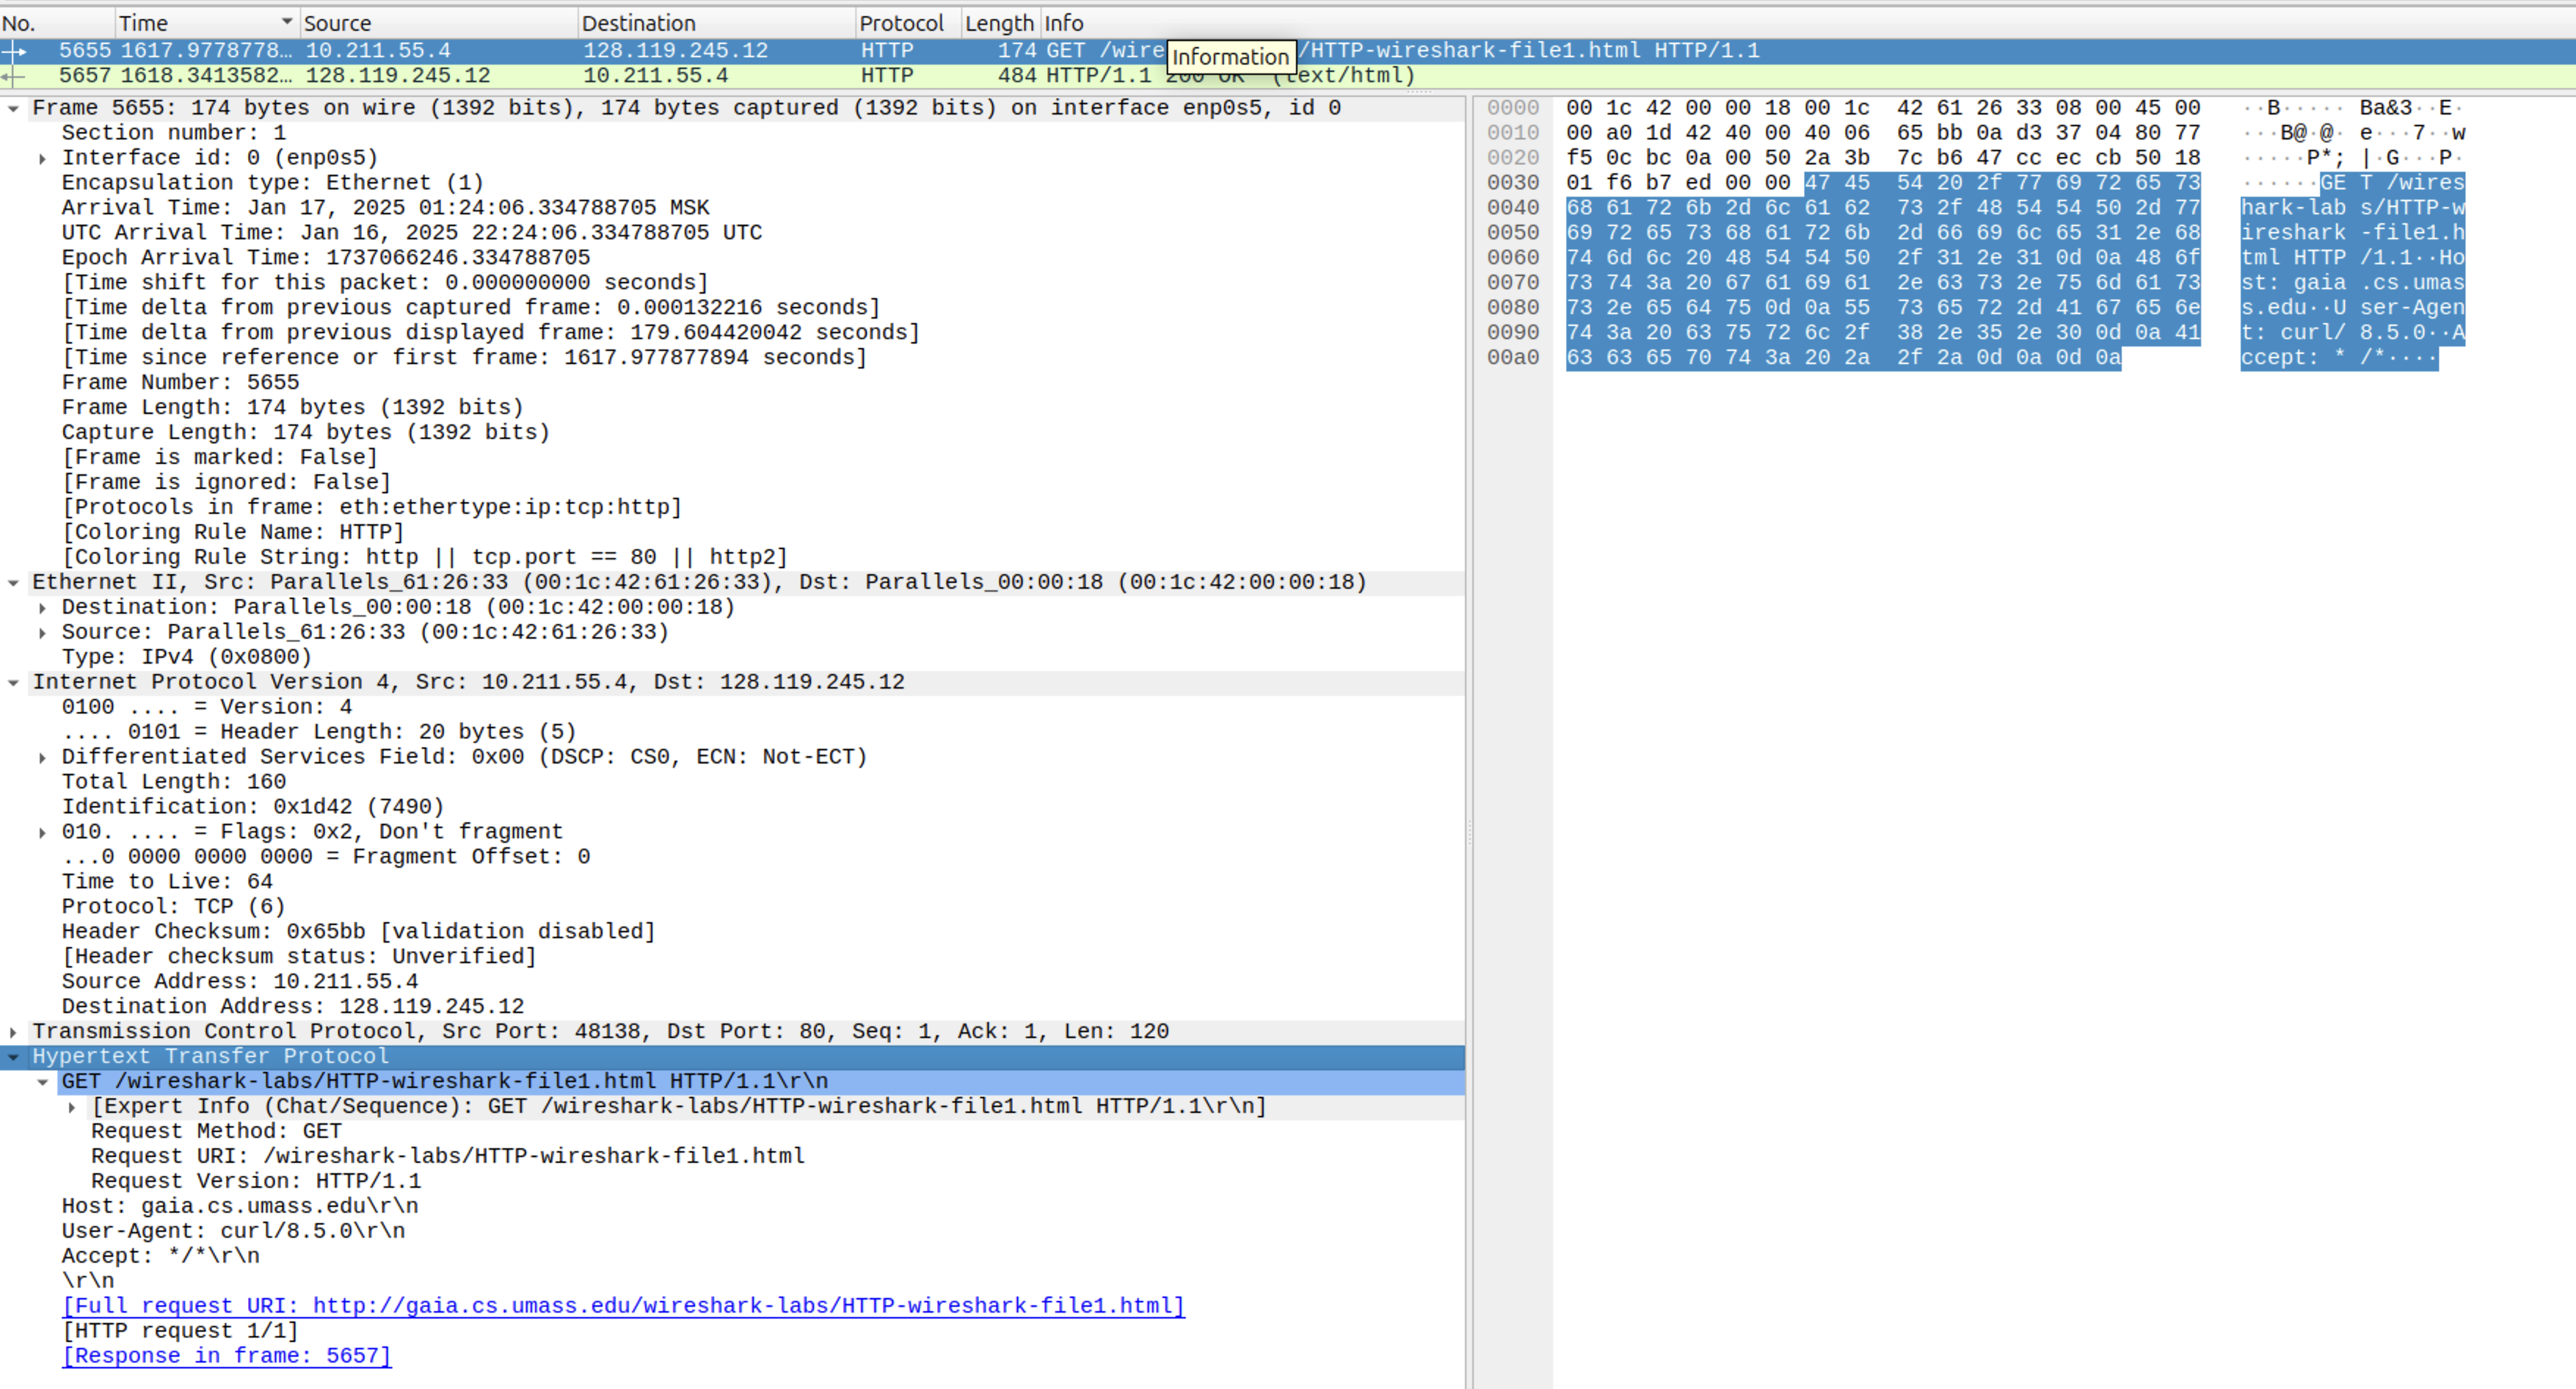 No. Time Source Destination Protocol Length Info
5655 1617.9778778… 10.211.55.4 128.119.245.12 HTTP 174 GET /wire /HTTP-wireshark-file1.html HTTP/1.1
Information
5657 1618.3413582… 128.119.245.12 10.211.55.4 HTTP 484 HTTP/1.1 200 OK (text/html)
Frame 5655: 174 bytes on wire (1392 bits), 174 bytes captured (1392 bits) on interface enp0s5, id 0
Section number: 1
Interface id: 0 (enp0s5)
Encapsulation type: Ethernet (1)
Arrival Time: Jan 17, 2025 01:24:06.334788705 MSK
UTC Arrival Time: Jan 16, 2025 22:24:06.334788705 UTC
Epoch Arrival Time: 1737066246.334788705
[Time shift for this packet: 0.000000000 seconds]
[Time delta from previous captured frame: 0.000132216 seconds]
[Time delta from previous displayed frame: 179.604420042 seconds]
[Time since reference or first frame: 1617.977877894 seconds]
Frame Number: 5655
Frame Length: 174 bytes (1392 bits)
Capture Length: 174 bytes (1392 bits)
[Frame is marked: False]
[Frame is ignored: False]
[Protocols in frame: eth:ethertype:ip:tcp:http]
[Coloring Rule Name: HTTP]
[Coloring Rule String: http || tcp.port == 80 || http2]
Ethernet II, Src: Parallels_61:26:33 (00:1c:42:61:26:33), Dst: Parallels_00:00:18 (00:1c:42:00:00:18)
Destination: Parallels_00:00:18 (00:1c:42:00:00:18)
Source: Parallels_61:26:33 (00:1c:42:61:26:33)
Type: IPv4 (0x0800)
Internet Protocol Version 4, Src: 10.211.55.4, Dst: 128.119.245.12
0100 .... = Version: 4
.... 0101 = Header Length: 20 bytes (5)
Differentiated Services Field: 0x00 (DSCP: CS0, ECN: Not-ECT)
Total Length: 160
Identification: 0x1d42 (7490)
010. .... = Flags: 0x2, Don't fragment
...0 0000 0000 0000 = Fragment Offset: 0
Time to Live: 64
Protocol: TCP (6)
Header Checksum: 0x65bb [validation disabled]
[Header checksum status: Unverified]
Source Address: 10.211.55.4
Destination Address: 128.119.245.12
Transmission Control Protocol, Src Port: 48138, Dst Port: 80, Seq: 1, Ack: 1, Len: 120
Hypertext Transfer Protocol
GET /wireshark-labs/HTTP-wireshark-file1.html HTTP/1.1\r\n
[Expert Info (Chat/Sequence): GET /wireshark-labs/HTTP-wireshark-file1.html HTTP/1.1\r\n]
Request Method: GET
Request URI: /wireshark-labs/HTTP-wireshark-file1.html
Request Version: HTTP/1.1
Host: gaia.cs.umass.edu\r\n
User-Agent: curl/8.5.0\r\n
Accept: */*\r\n
\r\n
[Full request URI: http://gaia.cs.umass.edu/wireshark-labs/HTTP-wireshark-file1.html]
[HTTP request 1/1]
[Response in frame: 5657]
0000 00 1c 42 00 00 18 00 1c 42 61 26 33 08 00 45 00 ··B····· Ba&3··E·
0010 00 a0 1d 42 40 00 40 06 65 bb 0a d3 37 04 80 77 ···B@·@· e···7··w
0020 f5 0c bc 0a 00 50 2a 3b 7c b6 47 cc ec cb 50 18 ·····P*; |·G···P·
0030 01 f6 b7 ed 00 00 47 45 54 20 2f 77 69 72 65 73 ······GE T /wires
0040 68 61 72 6b 2d 6c 61 62 73 2f 48 54 54 50 2d 77 hark-lab s/HTTP-w
0050 69 72 65 73 68 61 72 6b 2d 66 69 6c 65 31 2e 68 ireshark -file1.h
0060 74 6d 6c 20 48 54 54 50 2f 31 2e 31 0d 0a 48 6f tml HTTP /1.1··Ho
0070 73 74 3a 20 67 61 69 61 2e 63 73 2e 75 6d 61 73 st: gaia .cs.umas
0080 73 2e 65 64 75 0d 0a 55 73 65 72 2d 41 67 65 6e s.edu··U ser-Agen
0090 74 3a 20 63 75 72 6c 2f 38 2e 35 2e 30 0d 0a 41 t: curl/ 8.5.0··A
00a0 63 63 65 70 74 3a 20 2a 2f 2a 0d 0a 0d 0a ccept: * /*····